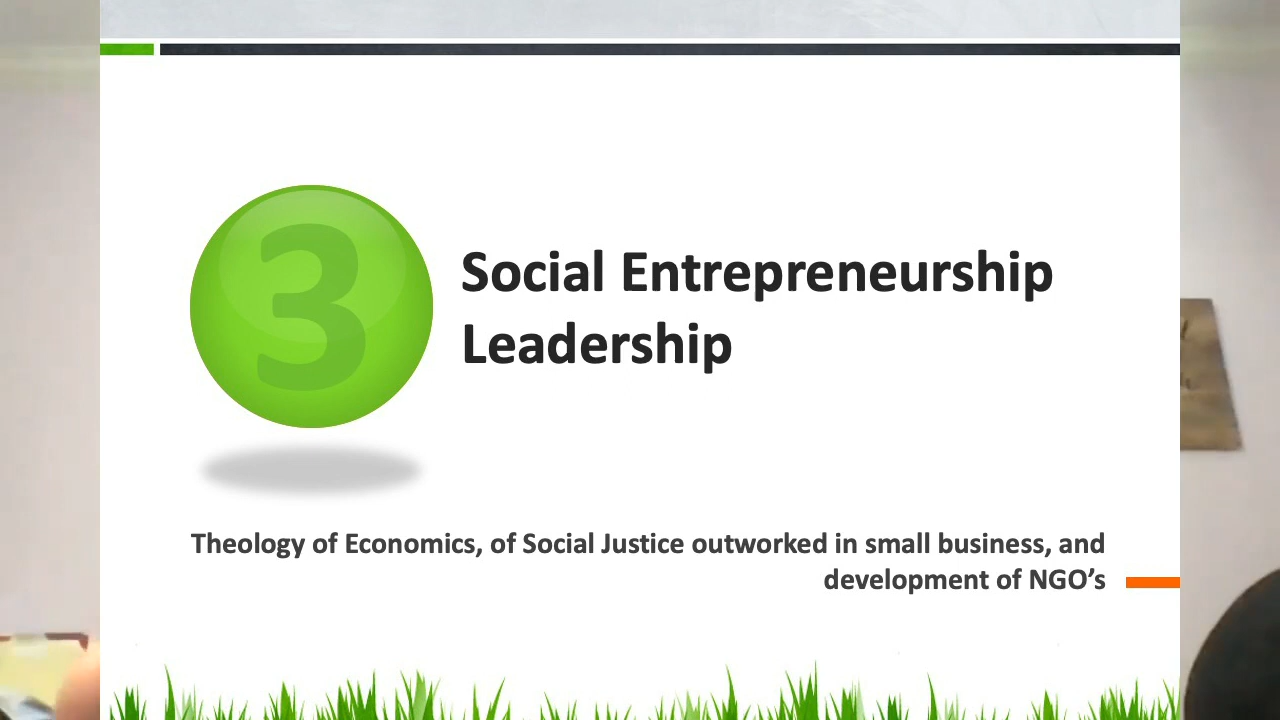 3
Social Entrepreneurship
Leadership
Theology of Economics, of Social Justice outworked in small business, and
development of NGO’s